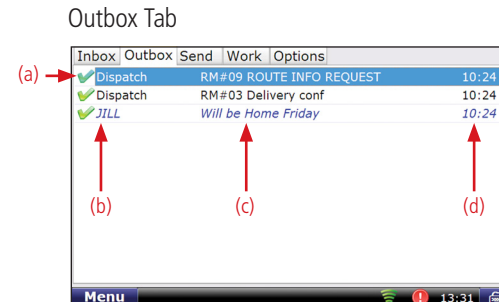 Outbox Tab
Inbox Outbox Send Work Options
(a) Dispatch RM#09 ROUTE INFO REQUEST 10:24
Dispatch RM#03 Delivery conf 10:24
JILL Will be Home Friday 10:24
(b) (c) (d)
Menu 13:31